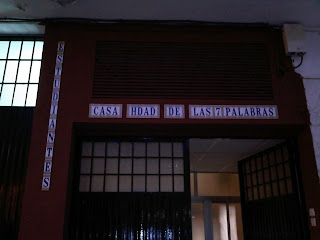 ESTUDIANTES
CASA HDAD DE LAS 7 PALABRAS